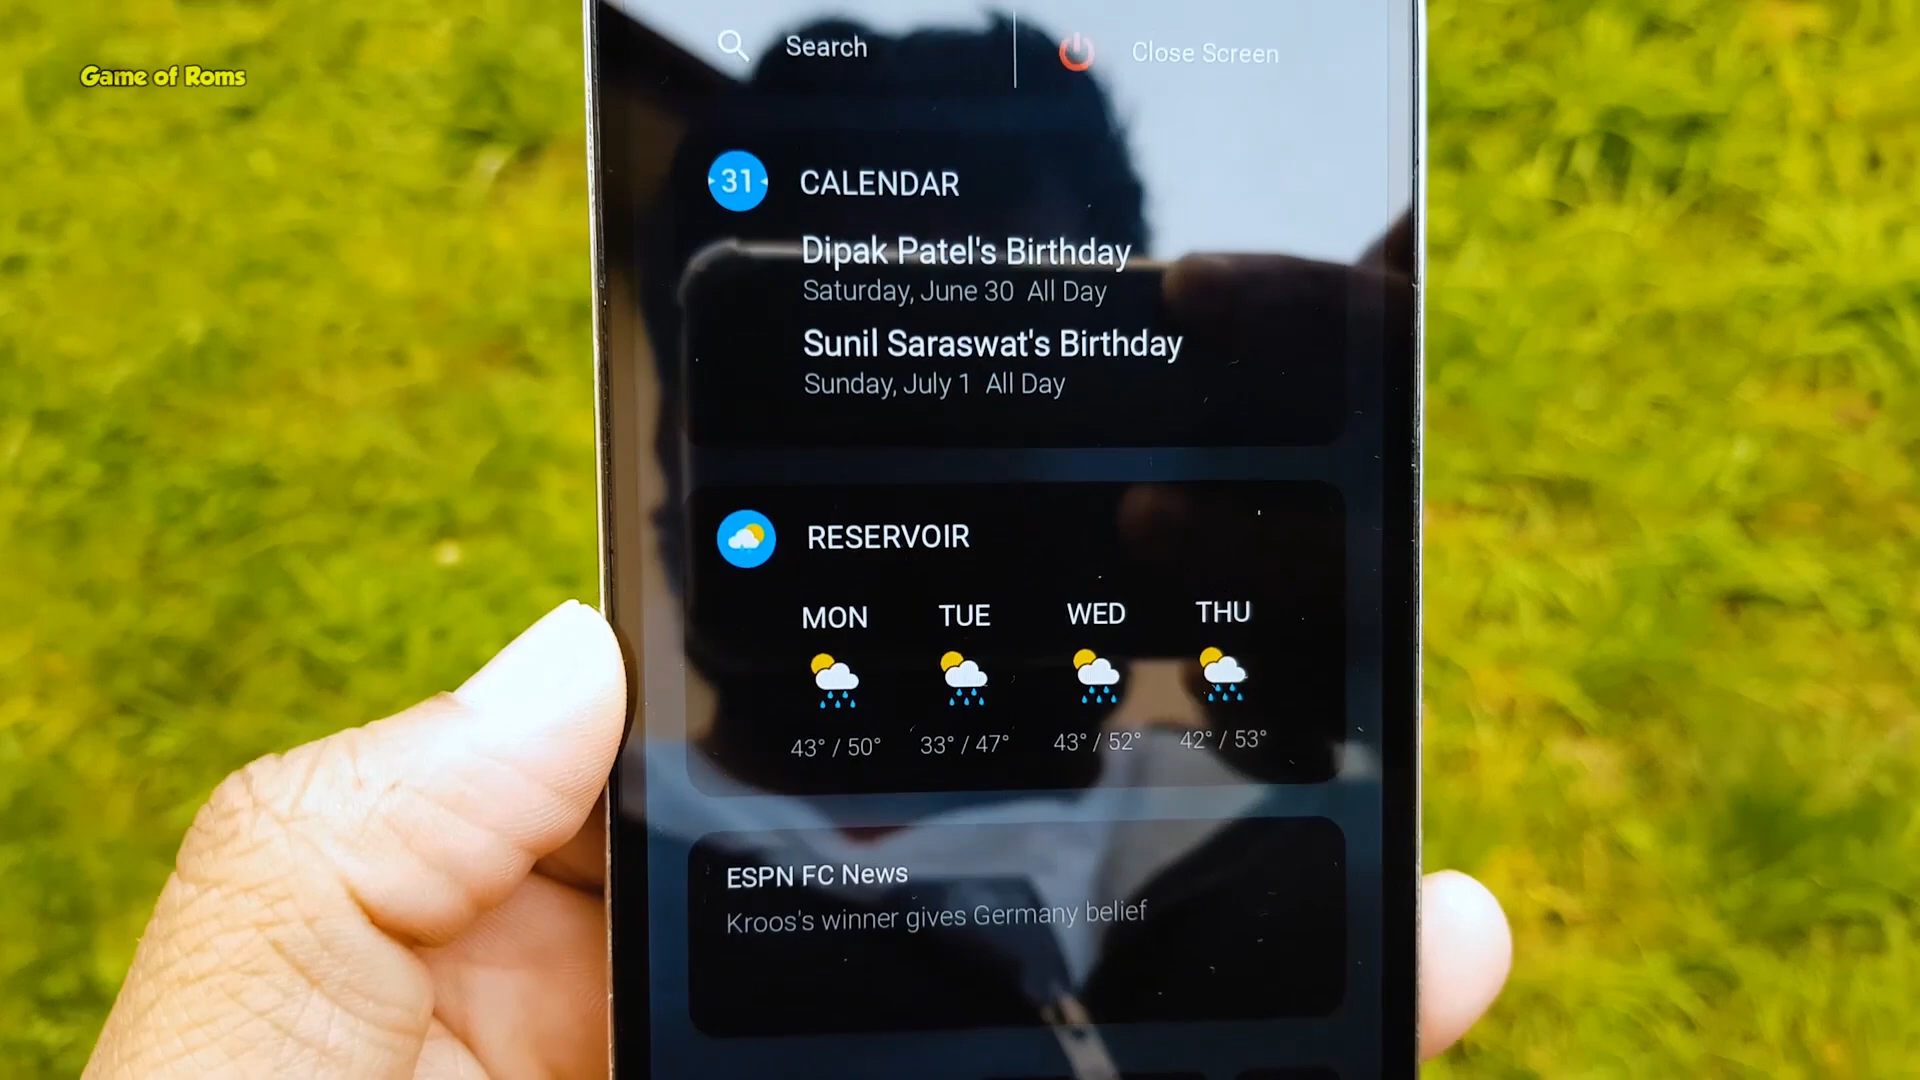 Game of Roms
Search
Close Screen
31
CALENDAR
Dipak Patel's Birthday
Saturday, June 30 All Day
Sunil Saraswat's Birthday
Sunday, July 1 All Day
RESERVOIR
MON TUE WED THU
43° / 50° 33° / 47° 43° / 52° 42° / 53°
ESPN FC News
Kroos's winner gives Germany belief